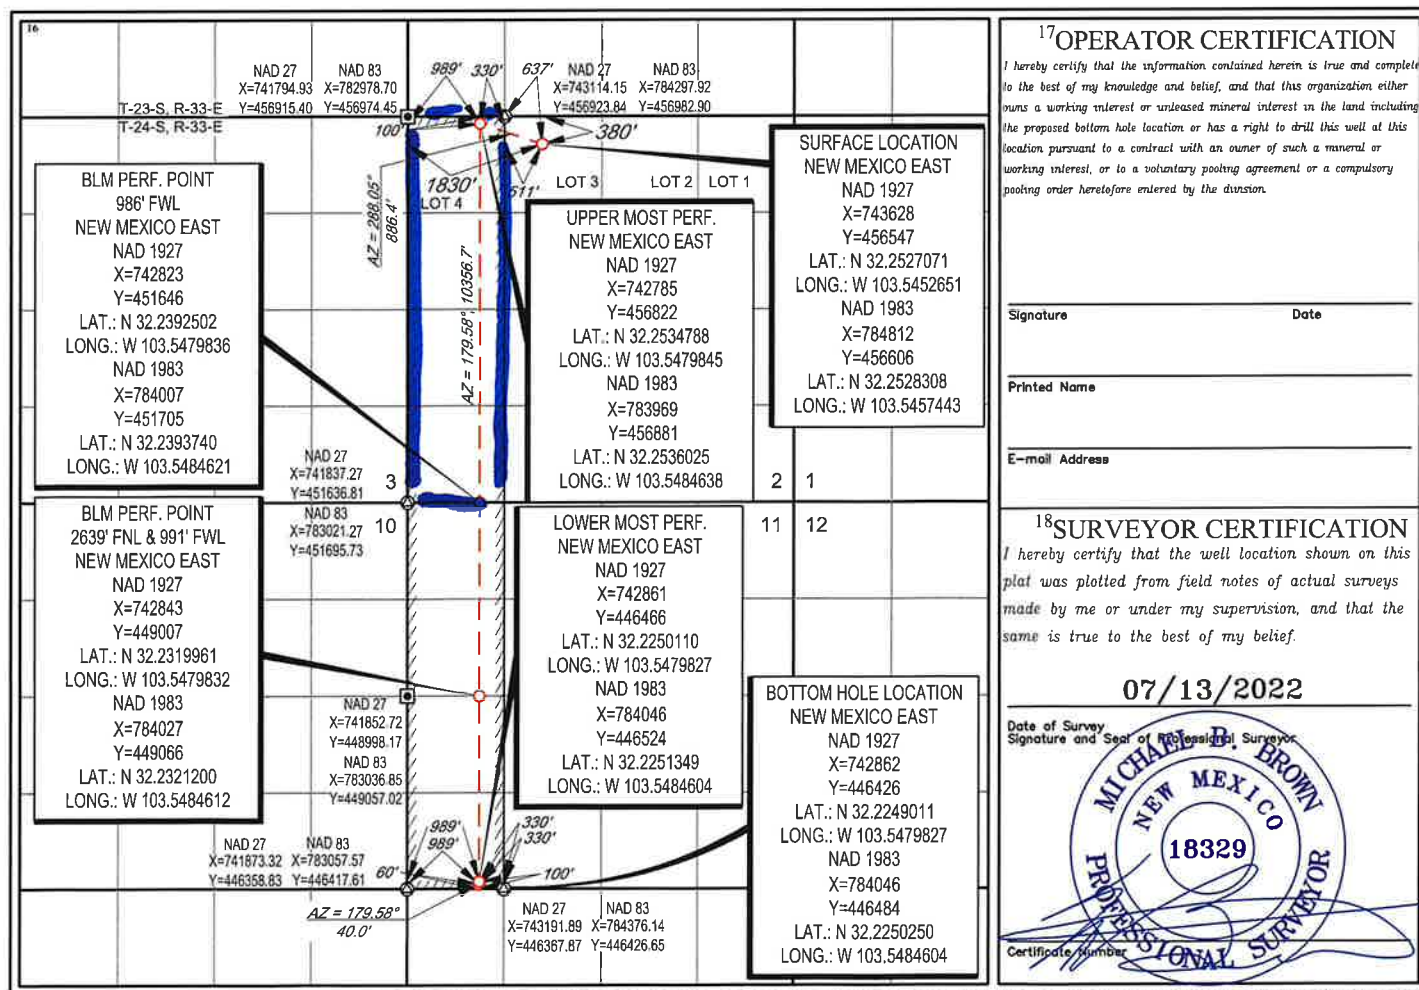 16
NAD 27
X=741794.93
Y=456915.40
NAD 83
X=782978.70
Y=456974.45
989'
330'
637'
NAD 27
X=743114.15
Y=456923.84
NAD 83
X=784297.92
Y=456982.90
T-23-S, R-33-E
T-24-S, R-33-E
100'
380'
1830'
LOT 4
LOT 3
LOT 2
LOT 1
AZ = 288.05°
886.4'
AZ = 179.58°, 10356.7'
BLM PERF. POINT
986' FWL
NEW MEXICO EAST
NAD 1927
X=742823
Y=451646
LAT.: N 32.2392502
LONG.: W 103.5479836
NAD 1983
X=784007
Y=451705
LAT.: N 32.2393740
LONG.: W 103.5484621
UPPER MOST PERF.
NEW MEXICO EAST
NAD 1927
X=742785
Y=456822
LAT.: N 32.2534788
LONG.: W 103.5479845
NAD 1983
X=783969
Y=456881
LAT.: N 32.2536025
LONG.: W 103.5484638
SURFACE LOCATION
NEW MEXICO EAST
NAD 1927
X=743628
Y=456547
LAT.: N 32.2527071
LONG.: W 103.5452651
NAD 1983
X=784812
Y=456606
LAT.: N 32.2528308
LONG.: W 103.5457443
NAD 27
X=741837.27
Y=451636.81
3
2
1
NAD 83
X=783021.27
Y=451695.73
10
11
12
BLM PERF. POINT
2639' FNL & 991' FWL
NEW MEXICO EAST
NAD 1927
X=742843
Y=449007
LAT.: N 32.2319961
LONG.: W 103.5479832
NAD 1983
X=784027
Y=449066
LAT.: N 32.2321200
LONG.: W 103.5484612
LOWER MOST PERF.
NEW MEXICO EAST
NAD 1927
X=742861
Y=446466
LAT.: N 32.2250110
LONG.: W 103.5479827
NAD 1983
X=784046
Y=446524
LAT.: N 32.2251349
LONG.: W 103.5484604
BOTTOM HOLE LOCATION
NEW MEXICO EAST
NAD 1927
X=742862
Y=446426
LAT.: N 32.2249011
LONG.: W 103.5479827
NAD 1983
X=784046
Y=446484
LAT.: N 32.2250250
LONG.: W 103.5484604
NAD 27
X=741852.72
Y=448998.17
NAD 83
X=783036.85
Y=449057.02
NAD 27
X=741873.32
Y=446358.83
NAD 83
X=783057.57
Y=446417.61
989'
989'
330'
330'
60'
100'
AZ = 179.58°
40.0'
NAD 27
X=743191.89
Y=446367.87
NAD 83
X=784376.14
Y=446426.65
17 OPERATOR CERTIFICATION
I hereby certify that the information contained herein is true and complete
to the best of my knowledge and belief, and that this organization either
owns a working interest or unleased mineral interest in the land including
the proposed bottom hole location or has a right to drill this well at this
location pursuant to a contract with an owner of such a mineral or
working interest, or to a voluntary pooling agreement or a compulsory
pooling order heretofore entered by the division.
Signature Date
Printed Name
E-mail Address
18 SURVEYOR CERTIFICATION
I hereby certify that the well location shown on this
plat was plotted from field notes of actual surveys
made by me or under my supervision, and that the
same is true to the best of my belief.
07/13/2022
Date of Survey
Signature and Seal of Professional Surveyor
MICHAEL B. BROWN
NEW MEXICO
18329
PROFESSIONAL SURVEYOR
Certificate Number